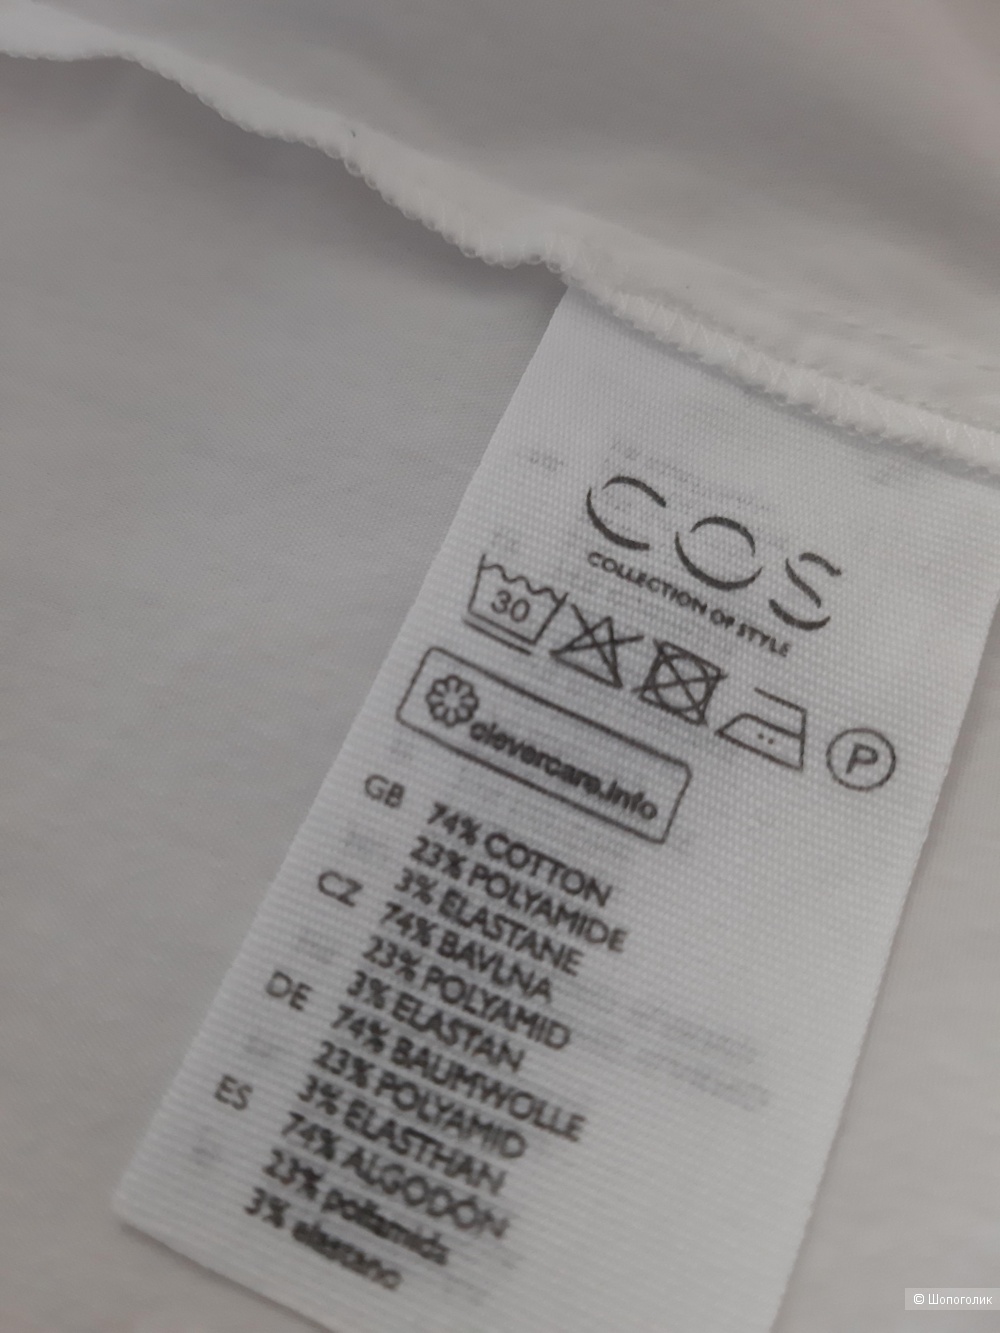 COS
COLLECTION OF STYLE
30
P
clevercare.info
GB 74% COTTON
23% POLYAMIDE
3% ELASTANE
CZ 74% BAVLNA
23% POLYAMID
3% ELASTAN
DE 74% BAUMWOLLE
23% POLYAMID
3% ELASTHAN
ES 74% ALGODÓN
23% poliamida
3% elastano
© Шопоголик